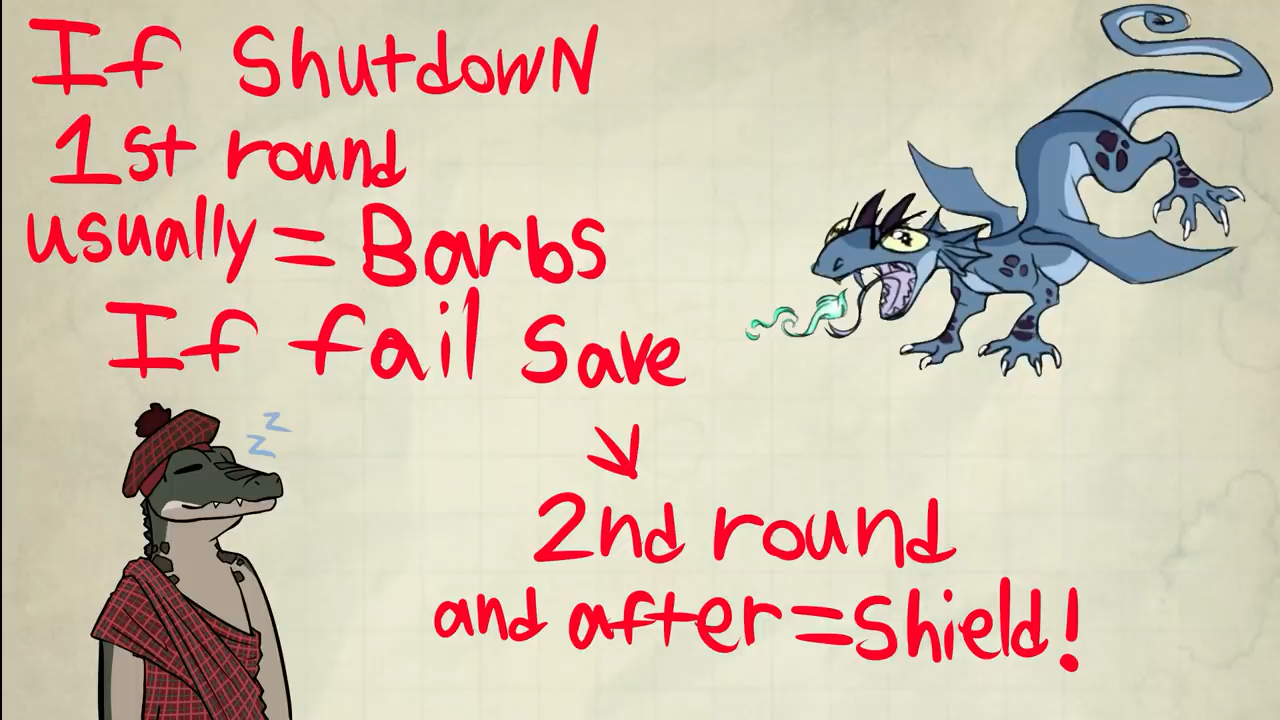 If ShutdowN
1st round
usually = Barbs
If fail Save
2nd round
and after = Shield!
z
z